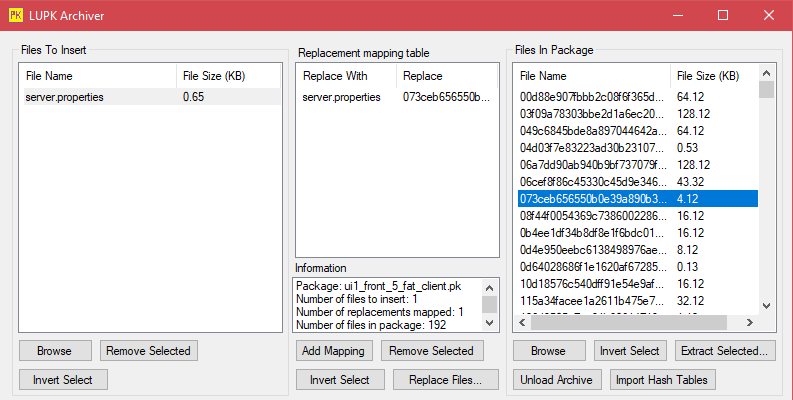 PK LUPK Archiver
Files To Insert
File Name File Size (KB)
server.properties 0.65
Browse Remove Selected
Invert Select
Replacement mapping table
Replace With Replace
server.properties 073ceb656550b...
Information
Package: ui1_front_5_fat_client.pk
Number of files to insert: 1
Number of replacements mapped: 1
Number of files in package: 192
Add Mapping Remove Selected
Invert Select Replace Files...
Files In Package
File Name File Size (KB)
00d88e907fbbb2c08f6f365d... 64.12
03f09a78303bbe2d1a6ec20... 128.12
049c6845bde8a897044642a... 64.12
04d03f7e83223ad30b23107... 0.53
06a7dd90ab940b9bf737079f... 128.12
06cef8f86c45330c45d9e346... 43.32
073ceb656550b0e39a890b3... 4.12
08f44f0054369c7386002286... 16.12
0b4ee1df34b8df8e1f6bdc01... 16.12
0d4e950eebc6138498976ae... 8.12
0d64028686f1e1620af67285... 0.13
10d18576c540dff91e54e9af... 16.12
115a34facee1a2611b475e7... 32.12
Browse Invert Select Extract Selected...
Unload Archive Import Hash Tables